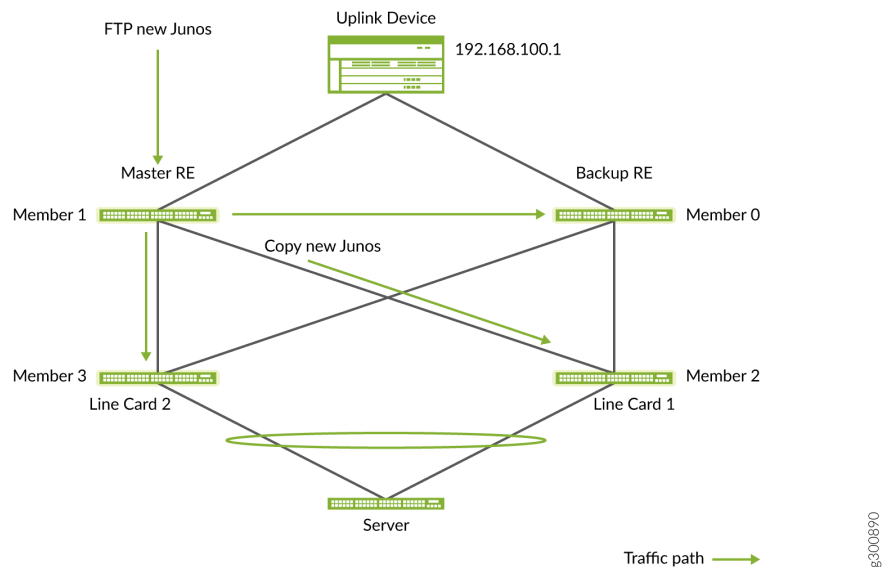 Uplink Device
FTP new Junos
192.168.100.1
Master RE
Backup RE
Member 1
Member 0
Copy new Junos
Member 3
Member 2
Line Card 2
Line Card 1
Server
Traffic path
g300890